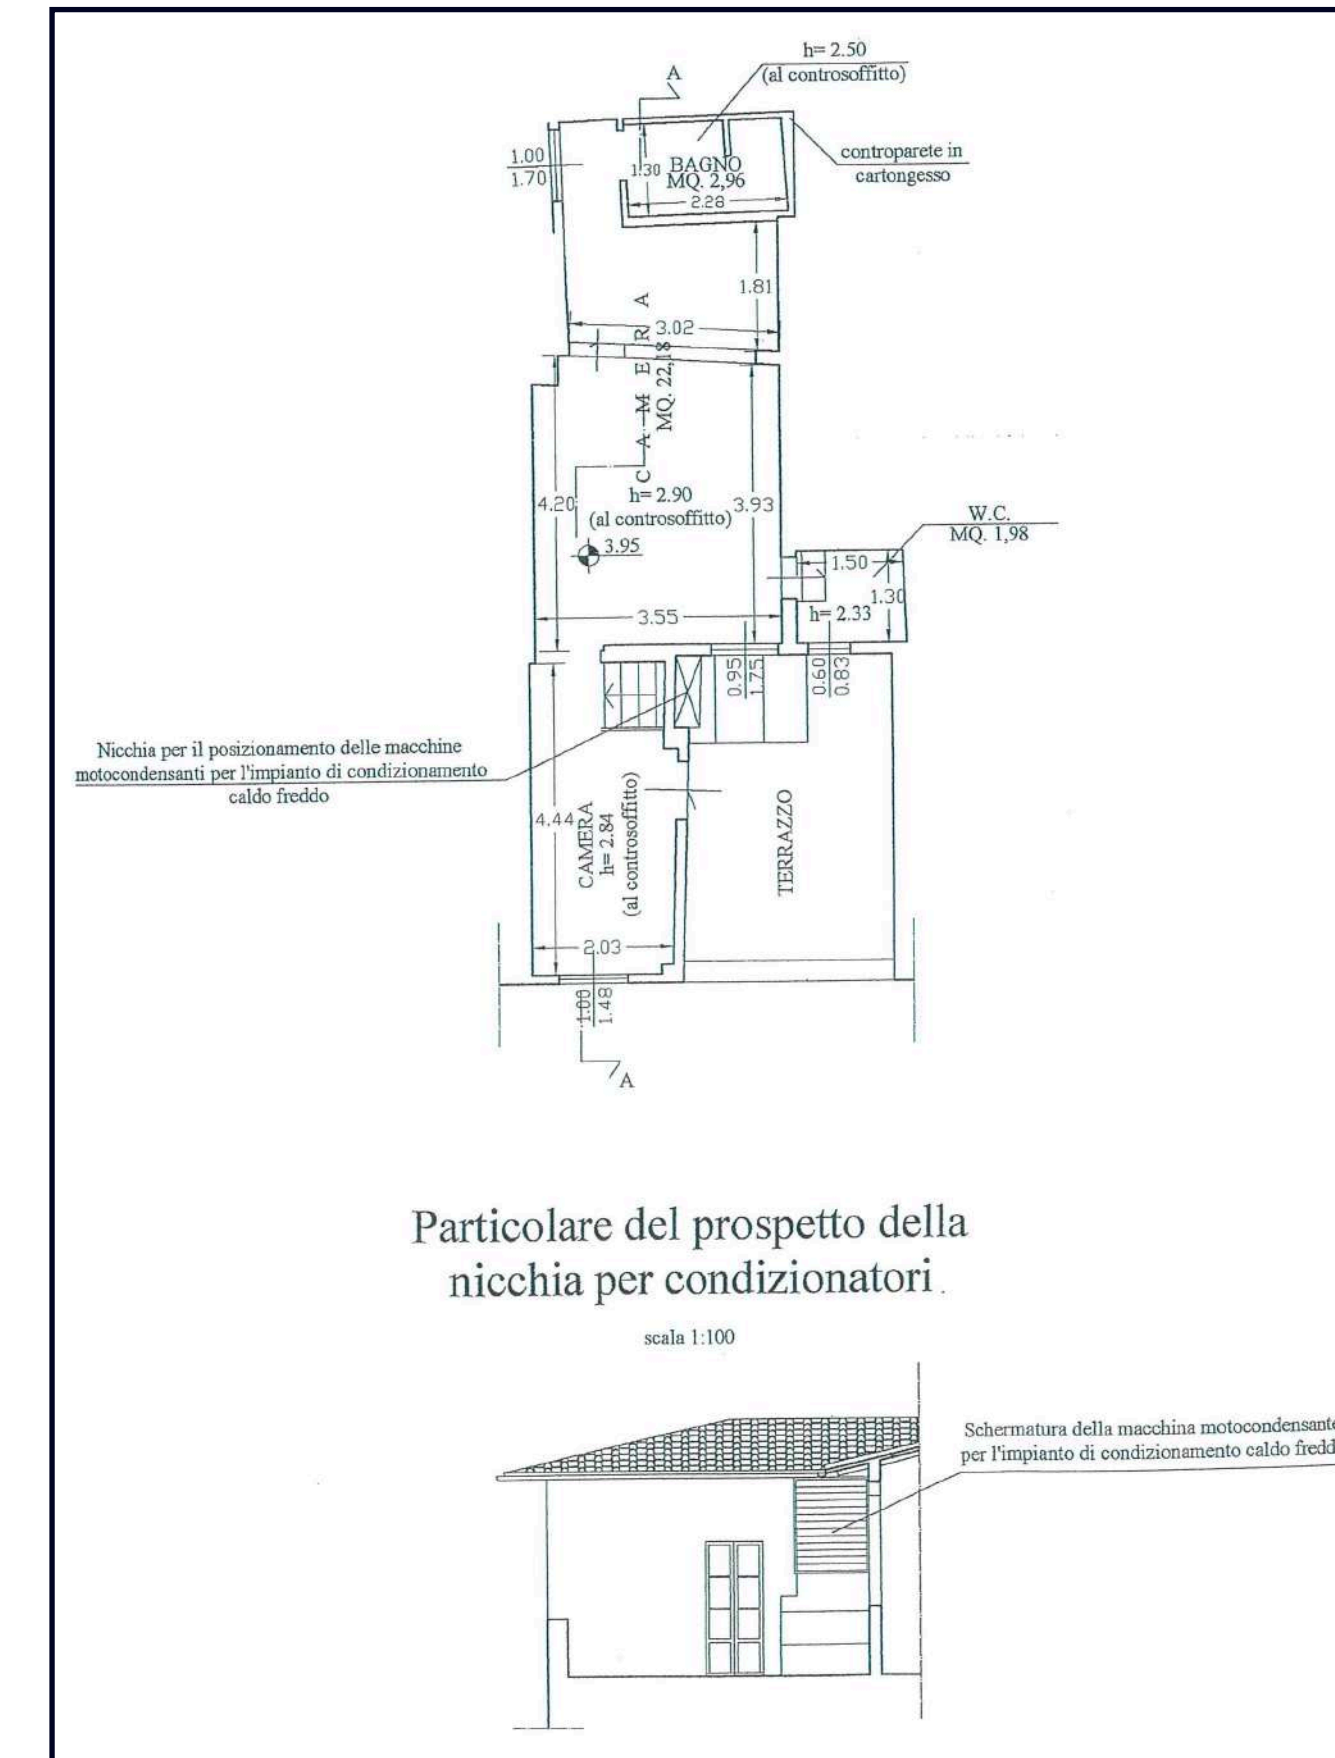 h= 2.50
(al controsoffitto)
A
controparete in
cartongesso
1.00
1.70
1.30
BAGNO
MQ. 2,96
2.28
1.81
3.02
CAMERA
MQ. 22,18
4.20
h= 2.90
(al controsoffitto)
3.93
3.95
W.C.
MQ. 1,98
1.50
1.30
h= 2.33
3.55
0.95
1.75
0.60
0.83
Nicchia per il posizionamento delle macchine
motocondensanti per l'impianto di condizionamento
caldo freddo
4.44
CAMERA
h= 2.84
(al controsoffitto)
TERRAZZO
2.03
1.00
1.48
A
Particolare del prospetto della
nicchia per condizionatori.
scala 1:100
Schermatura della macchina motocondensante
per l'impianto di condizionamento caldo fredd